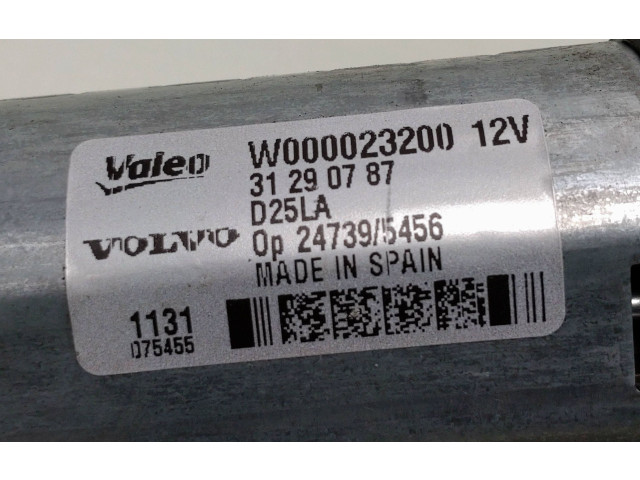 Valeo W000023200 12V
31 29 07 87
D25LA
VOLVO Op 24739/5456
MADE IN SPAIN
1131
075455